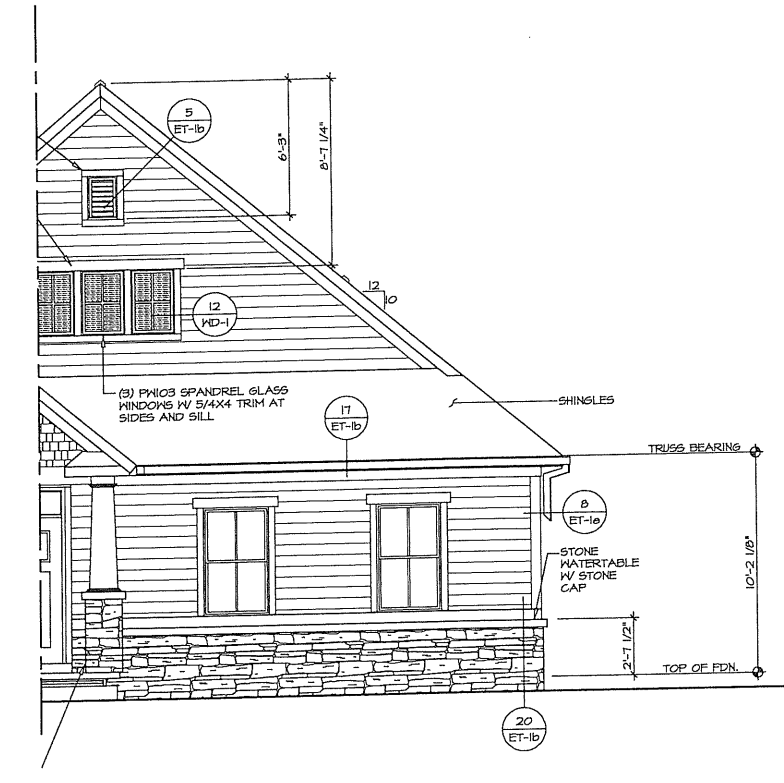 5
ET-1b
6'-3"
8'-7 1/4"
12
10
12
WD-1
(3) PW103 SPANDREL GLASS
WINDOWS W/ 5/4X4 TRIM AT
SIDES AND SILL
17
ET-1b
SHINGLES
TRUSS BEARING
8
ET-1a
STONE
WATERTABLE
W/ STONE
CAP
10'-2 1/8"
2'-7 1/2"
TOP OF FDN.
20
ET-1b